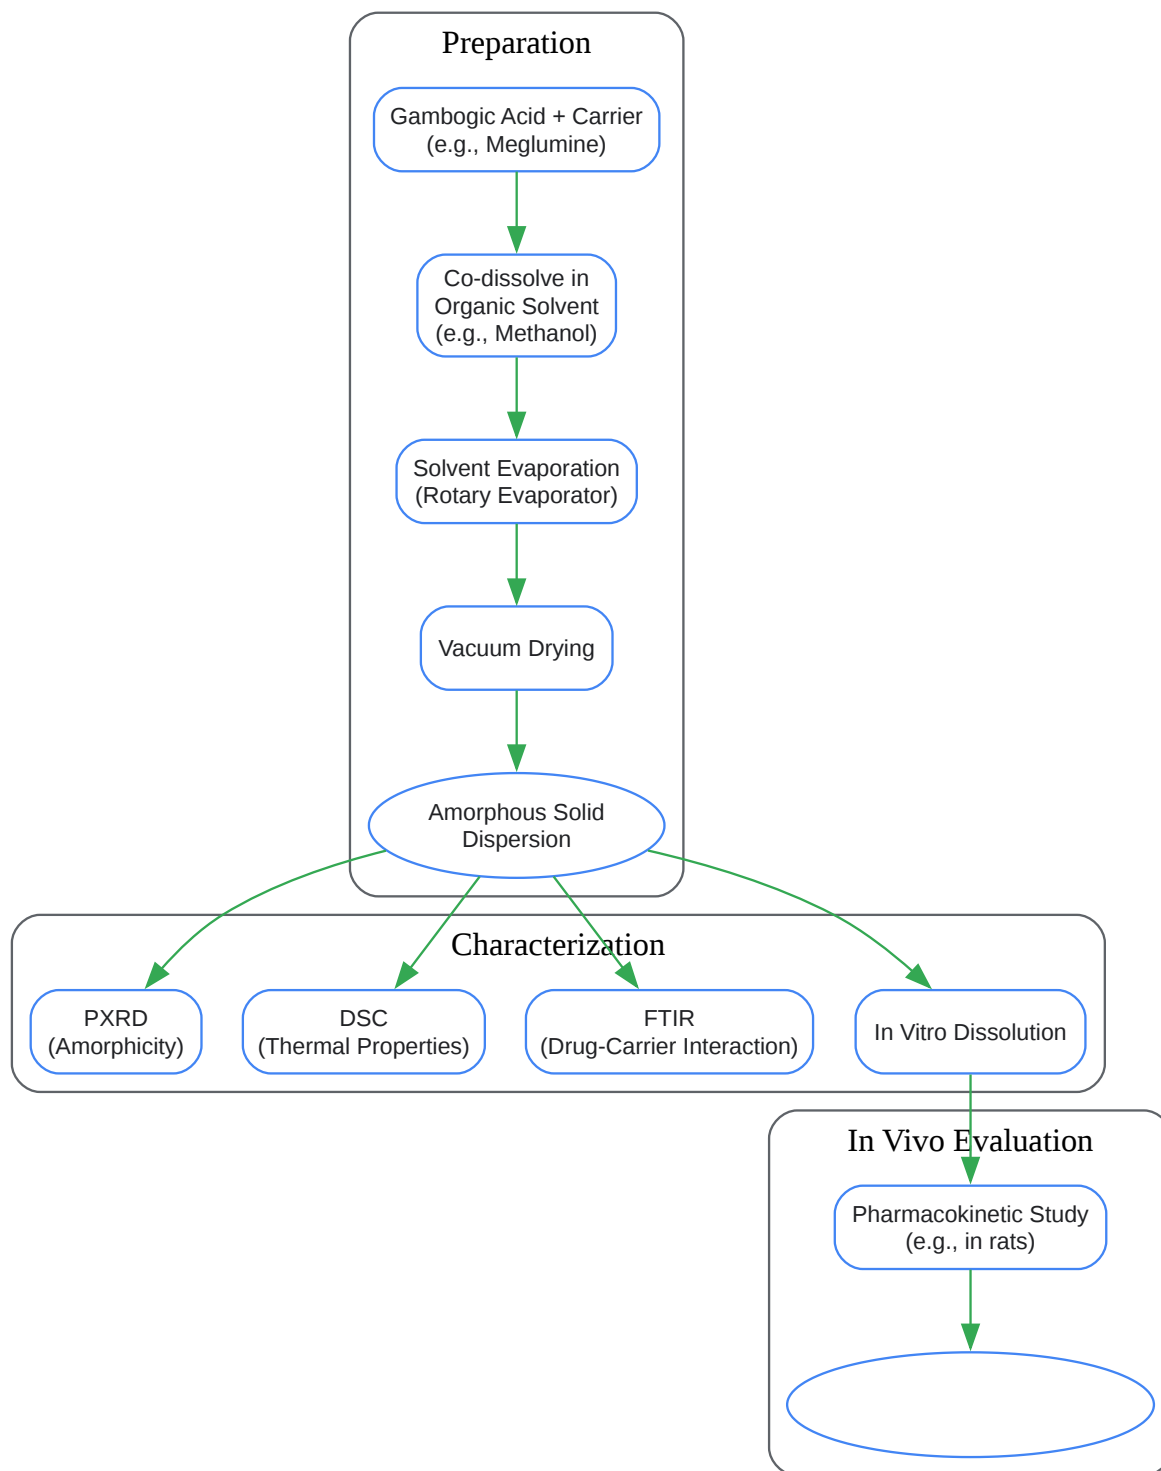 Preparation
Gambogic Acid + Carrier
(e.g., Meglumine)
Co-dissolve in
Organic Solvent
(e.g., Methanol)
Solvent Evaporation
(Rotary Evaporator)
Vacuum Drying
Amorphous Solid
Dispersion
Characterization
PXRD
(Amorphicity)
DSC
(Thermal Properties)
FTIR
(Drug-Carrier Interaction)
In Vitro Dissolution
In Vivo Evaluation
Pharmacokinetic Study
(e.g., in rats)